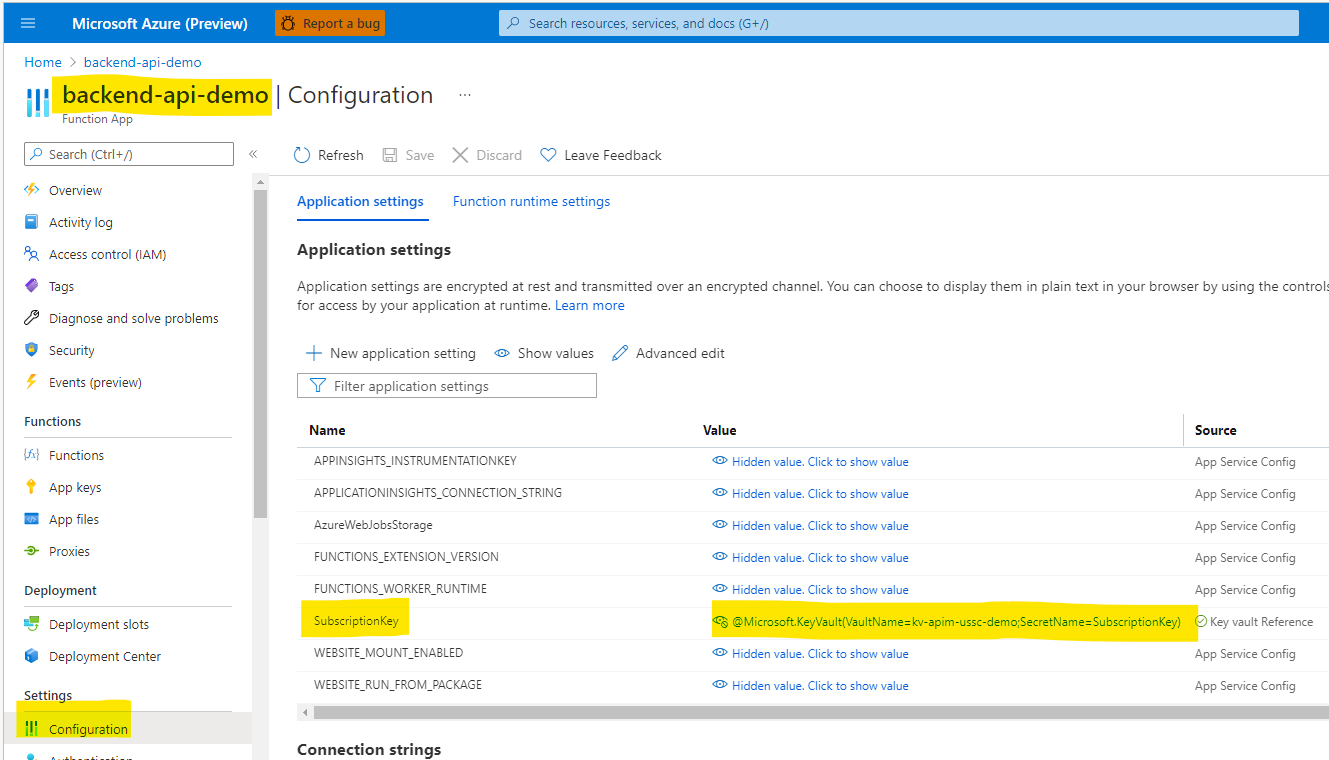 Microsoft Azure (Preview)
Report a bug
Search resources, services, and docs (G+/)
Home > backend-api-demo
backend-api-demo | Configuration ...
Function App
Search (Ctrl+/)
«
Overview
Activity log
Access control (IAM)
Tags
Diagnose and solve problems
Security
Events (preview)
Functions
Functions
App keys
App files
Proxies
Deployment
Deployment slots
Deployment Center
Settings
Configuration
Authentication
Refresh Save Discard Leave Feedback
Application settings Function runtime settings
Application settings
Application settings are encrypted at rest and transmitted over an encrypted channel. You can choose to display them in plain text in your browser by using the controls
for access by your application at runtime. Learn more
New application setting Show values Advanced edit
Filter application settings
Name Value Source
APPINSIGHTS_INSTRUMENTATIONKEY Hidden value. Click to show value App Service Config
APPLICATIONINSIGHTS_CONNECTION_STRING Hidden value. Click to show value App Service Config
AzureWebJobsStorage Hidden value. Click to show value App Service Config
FUNCTIONS_EXTENSION_VERSION Hidden value. Click to show value App Service Config
FUNCTIONS_WORKER_RUNTIME Hidden value. Click to show value App Service Config
SubscriptionKey @Microsoft.KeyVault(VaultName=kv-apim-ussc-demo;SecretName=SubscriptionKey) Key vault Reference
WEBSITE_MOUNT_ENABLED Hidden value. Click to show value App Service Config
WEBSITE_RUN_FROM_PACKAGE Hidden value. Click to show value App Service Config
Connection strings